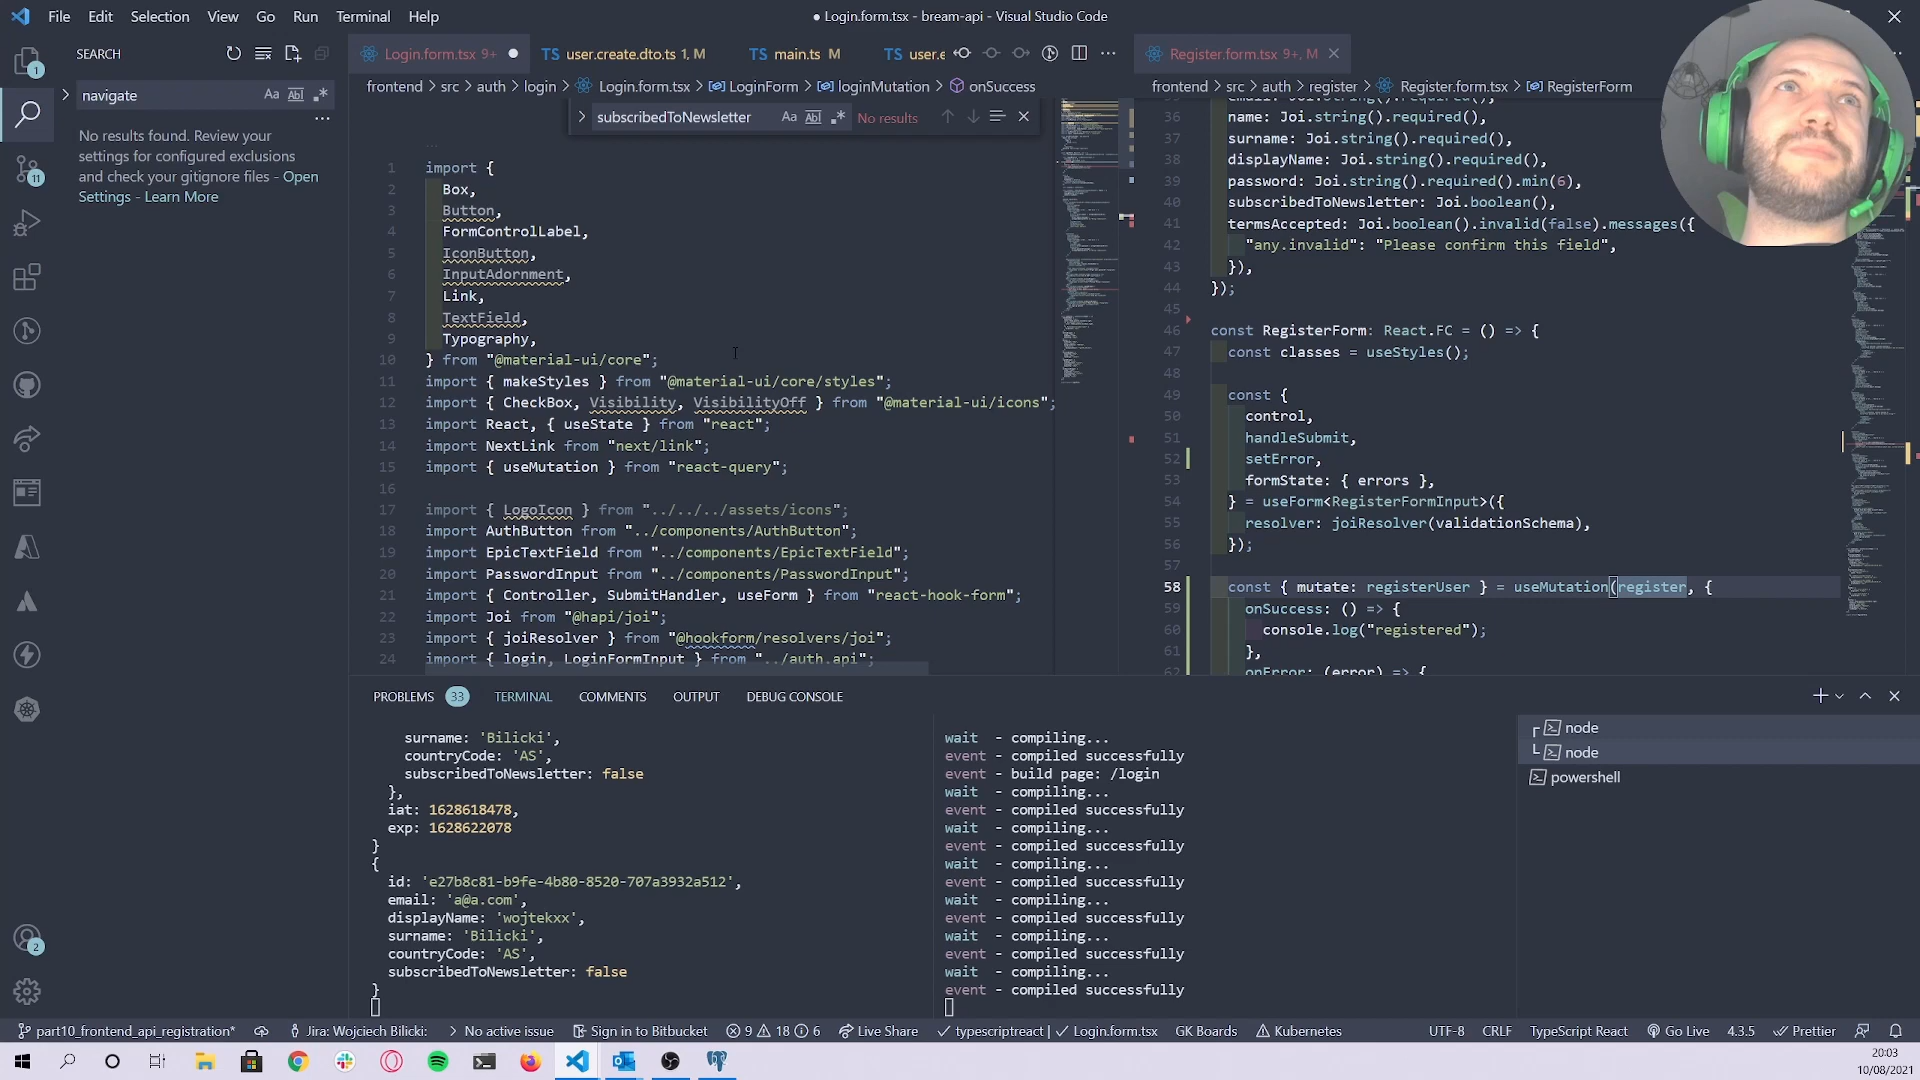 File Edit Selection View Go Run Terminal Help
● Login.form.tsx - bream-api - Visual Studio Code
SEARCH
navigate
Aa
No results found. Review your
settings for configured exclusions
and check your gitignore files - Open
Settings - Learn More
1
11
2
Login.form.tsx 9+ ●
TS user.create.dto.ts 1, M
TS main.ts M
TS user.e
frontend > src > auth > login > Login.form.tsx > LoginForm > loginMutation > onSuccess
subscribedToNewsletter Aa No results
1 import {
2 Box,
3 Button,
4 FormControlLabel,
5 IconButton,
6 InputAdornment,
7 Link,
8 TextField,
9 Typography,
10 } from "@material-ui/core";
11 import { makeStyles } from "@material-ui/core/styles";
12 import { CheckBox, Visibility, VisibilityOff } from "@material-ui/icons";
13 import React, { useState } from "react";
14 import NextLink from "next/link";
15 import { useMutation } from "react-query";
16
17 import { LogoIcon } from "../../../assets/icons";
18 import AuthButton from "../components/AuthButton";
19 import EpicTextField from "../components/EpicTextField";
20 import PasswordInput from "../components/PasswordInput";
21 import { Controller, SubmitHandler, useForm } from "react-hook-form";
22 import Joi from "@hapi/joi";
23 import { joiResolver } from "@hookform/resolvers/joi";
24 import { login, LoginFormInput } from "../auth.api";
Register.form.tsx 9+, M
frontend > src > auth > register > Register.form.tsx > RegisterForm
email: Joi.string().required(),
36 name: Joi.string().required(),
37 surname: Joi.string().required(),
38 displayName: Joi.string().required(),
39 password: Joi.string().required().min(6),
40 subscribedToNewsletter: Joi.boolean(),
41 termsAccepted: Joi.boolean().invalid(false).messages({
42 "any.invalid": "Please confirm this field",
43 }),
44 });
45
46 const RegisterForm: React.FC = () => {
47 const classes = useStyles();
48
49 const {
50 control,
51 handleSubmit,
52 setError,
53 formState: { errors },
54 } = useForm<RegisterFormInput>({
55 resolver: joiResolver(validationSchema),
56 });
57
58 const { mutate: registerUser } = useMutation(register, {
59 onSuccess: () => {
60 console.log("registered");
61 },
62 onError: (error) => {
PROBLEMS 33 TERMINAL COMMENTS OUTPUT DEBUG CONSOLE
surname: 'Bilicki',
countryCode: 'AS',
subscribedToNewsletter: false
},
iat: 1628618478,
exp: 1628622078
}
{
id: 'e27b8c81-b9fe-4b80-8520-707a3932a512',
email: 'a@a.com',
displayName: 'wojtekxx',
surname: 'Bilicki',
countryCode: 'AS',
subscribedToNewsletter: false
}
wait - compiling...
event - compiled successfully
event - build page: /login
wait - compiling...
event - compiled successfully
wait - compiling...
event - compiled successfully
wait - compiling...
event - compiled successfully
wait - compiling...
event - compiled successfully
wait - compiling...
event - compiled successfully
wait - compiling...
event - compiled successfully
node
node
powershell
part10_frontend_api_registration* Jira: Wojciech Bilicki: > No active issue Sign in to Bitbucket 9 18 6 Live Share ✓ typescriptreact | ✓ Login.form.tsx GK Boards Kubernetes UTF-8 CRLF TypeScript React Go Live 4.3.5 Prettier
20:03
10/08/2021